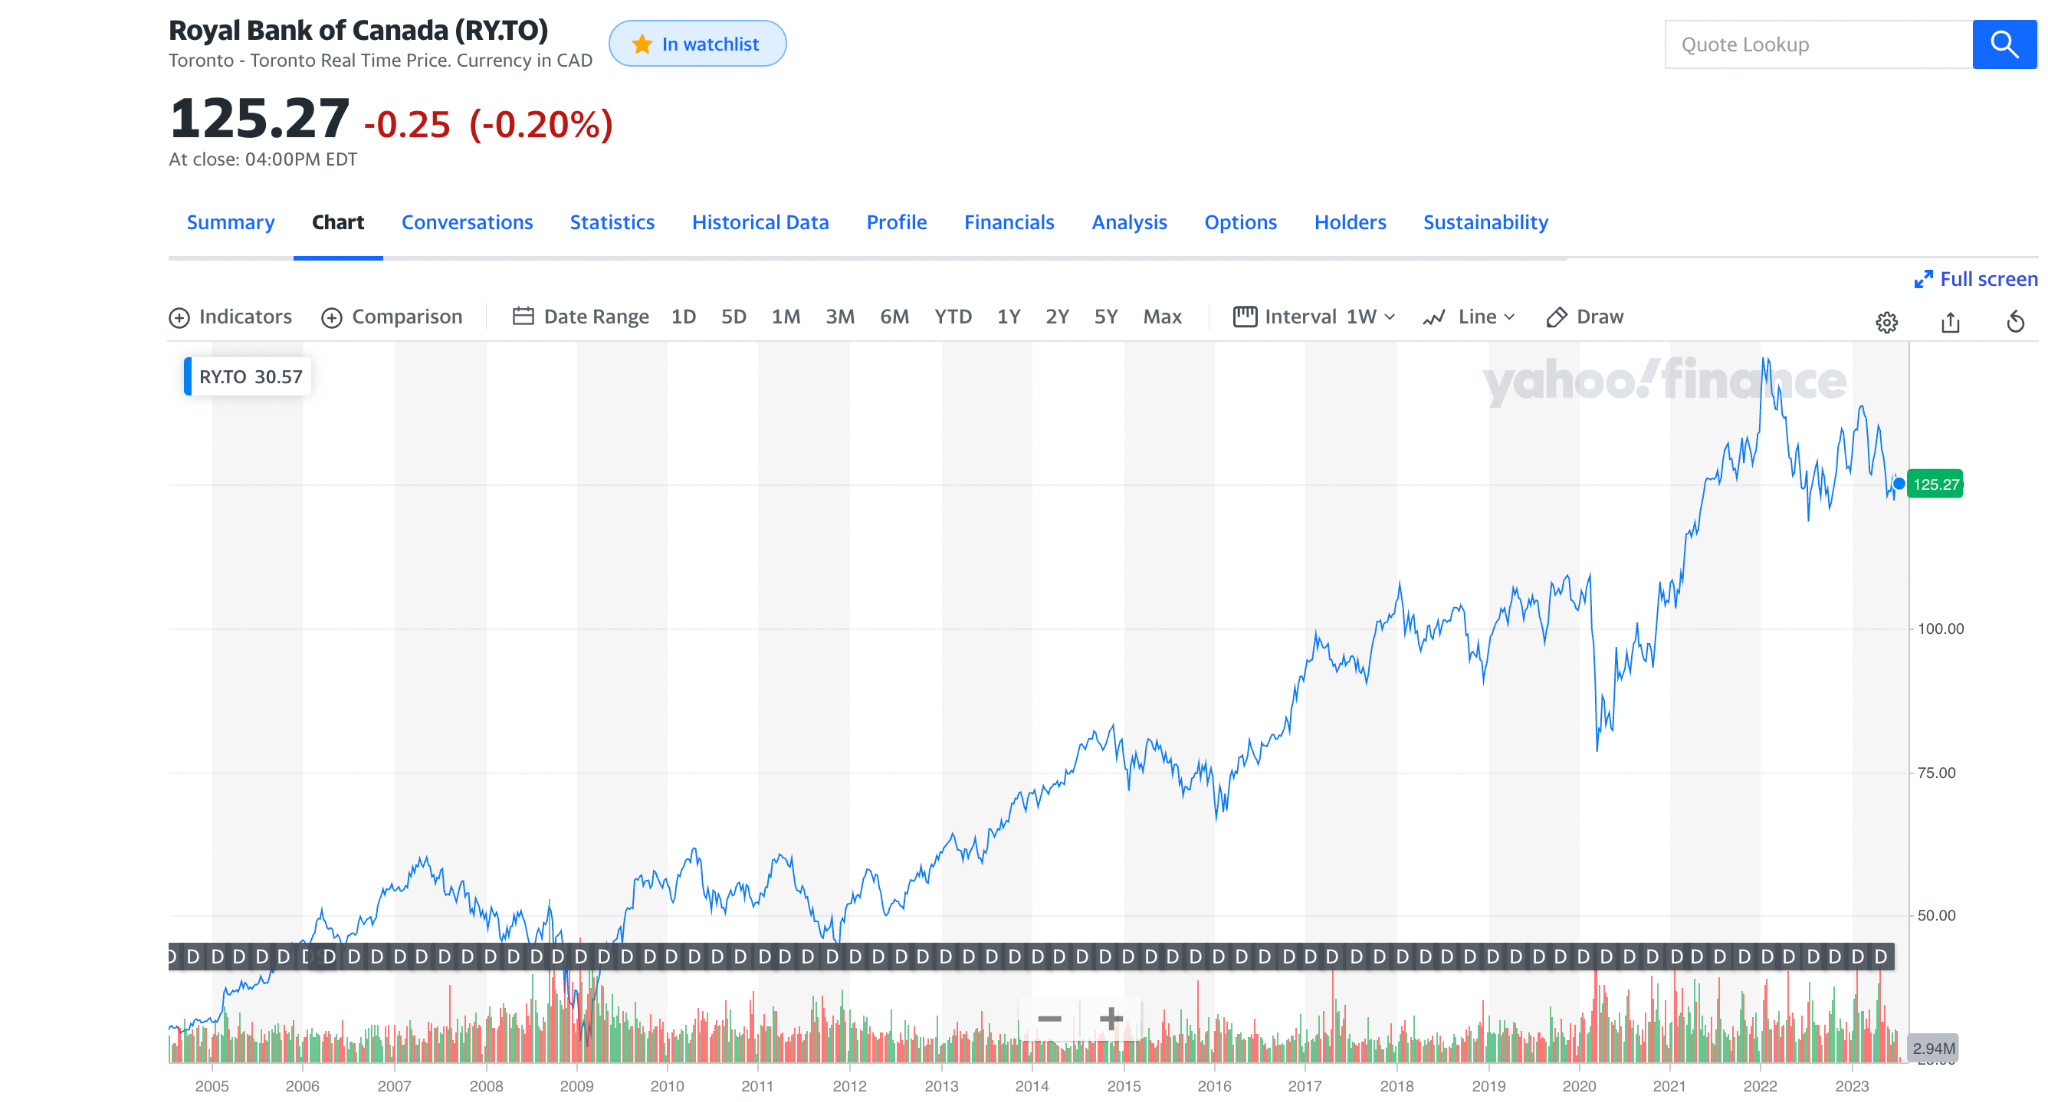 Royal Bank of Canada (RY.TO)
In watchlist
Quote Lookup
Toronto - Toronto Real Time Price. Currency in CAD
125.27 -0.25 (-0.20%)
At close: 04:00PM EDT
Summary Chart Conversations Statistics Historical Data Profile Financials Analysis Options Holders Sustainability
Full screen
Indicators Comparison Date Range 1D 5D 1M 3M 6M YTD 1Y 2Y 5Y Max Interval 1W Line Draw
RY.TO 30.57
yahoo!finance
125.27
100.00
75.00
50.00
D D D D D D D D D D D D D D D D D D D D D D D D D D D D D D D D D D D D D D D D D D D D D D D D D D D D D D D D D D D D D D D D D D D D D D D D D D D D
2.94M
2005 2006 2007 2008 2009 2010 2011 2012 2013 2014 2015 2016 2017 2018 2019 2020 2021 2022 2023